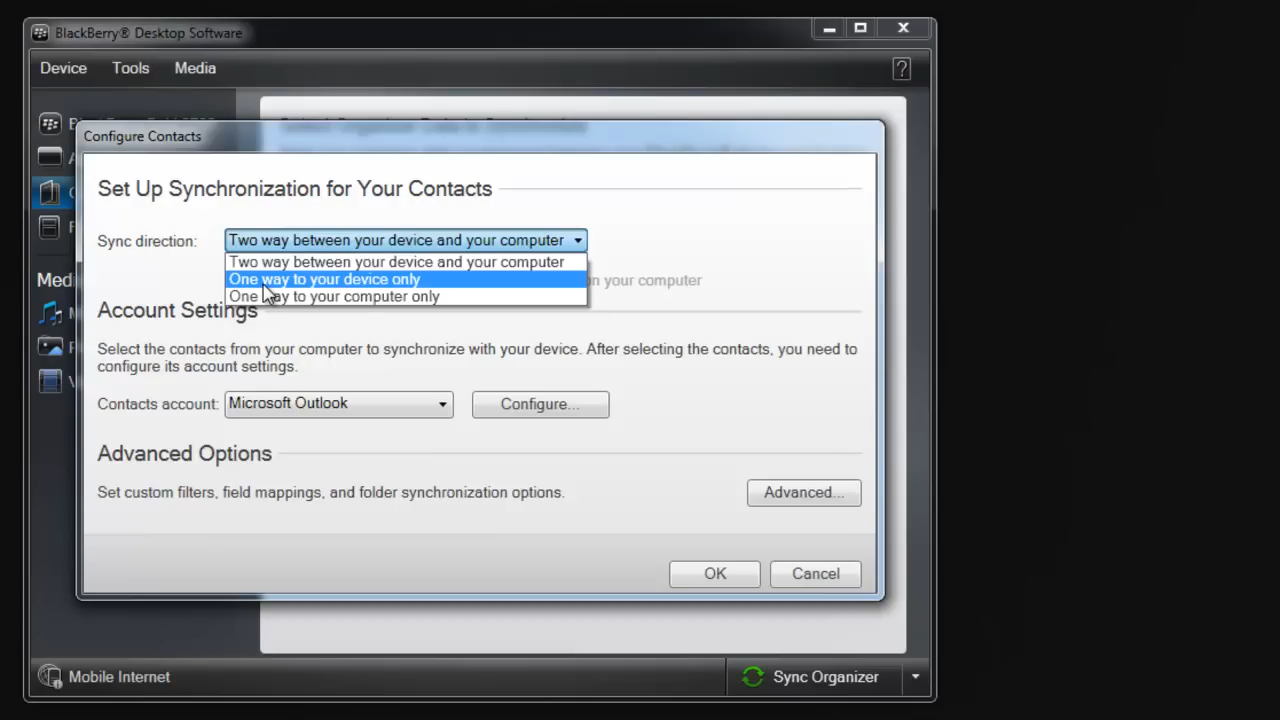 BlackBerry® Desktop Software
Device Tools Media
?
Configure Contacts
Set Up Synchronization for Your Contacts
Sync direction: Two way between your device and your computer
Two way between your device and your computer
One way to your device only
on your computer
One way to your computer only
Account Settings
Select the contacts from your computer to synchronize with your device. After selecting the contacts, you need to
configure its account settings.
Contacts account: Microsoft Outlook Configure...
Advanced Options
Set custom filters, field mappings, and folder synchronization options. Advanced...
OK Cancel
Mobile Internet Sync Organizer